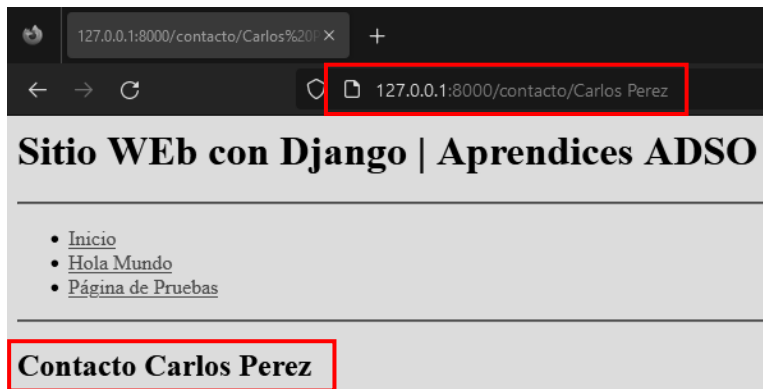 127.0.0.1:8000/contacto/Carlos%20P
127.0.0.1:8000/contacto/Carlos Perez
Sitio WEb con Django | Aprendices ADSO
Inicio
Hola Mundo
Página de Pruebas
Contacto Carlos Perez